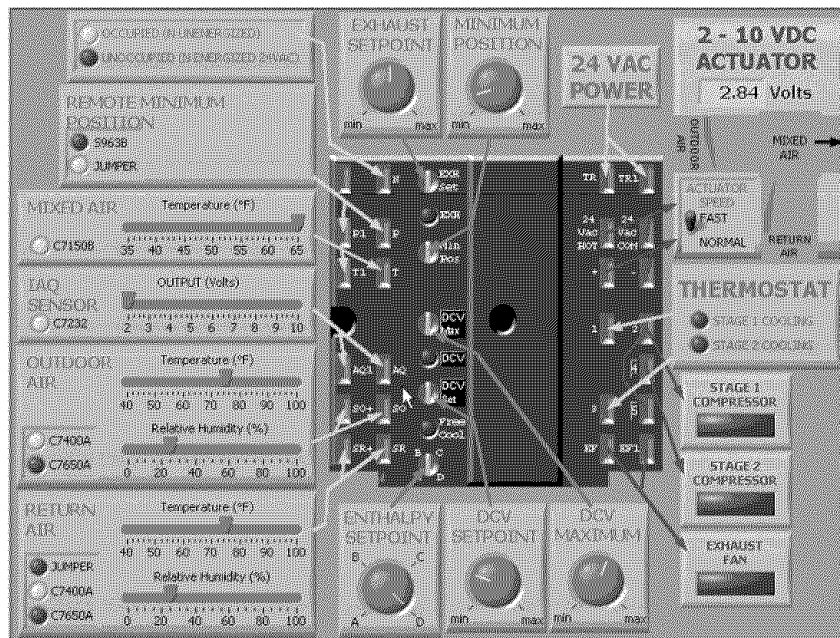 OCCUPIED (N UNENERGIZED)
UNOCCUPIED (N ENERGIZED 24VAC)
REMOTE MINIMUM
POSITION
S963B
JUMPER
MIXED AIR
Temperature (°F)
C7150B
35 40 45 50 55 60 65
IAQ
SENSOR
OUTPUT (Volts)
C7232
2 3 4 5 6 7 8 9 10
OUTDOOR
AIR
Temperature (°F)
40 50 60 70 80 90 100
Relative Humidity (%)
C7400A
C7650A
0 20 40 60 80 100
RETURN
AIR
Temperature (°F)
40 50 60 70 80 90 100
JUMPER
C7400A
C7650A
Relative Humidity (%)
0 20 40 60 80 100
EXHAUST
SETPOINT
min max
MINIMUM
POSITION
min max
24 VAC
POWER
2 - 10 VDC
ACTUATOR
2.84 Volts
OUTDOOR
AIR
MIXED
AIR
ACTUATOR
SPEED
FAST
NORMAL
RETURN
AIR
THERMOSTAT
STAGE 1 COOLING
STAGE 2 COOLING
STAGE 1
COMPRESSOR
STAGE 2
COMPRESSOR
EXHAUST
FAN
N
P1 P
T1 T
AQ1 AQ
SO+ SO
SR+ SR
EXH
Set
EXH
Min
Pos
DCV
Max
DCV
DCV
Set
Free
Cool
B C
D
TR TR1
24
Vac
HOT
24
Vac
COM
+ -
1 2
4
3 5
EF EF1
ENTHALPY
SETPOINT
B C
A D
DCV
SETPOINT
min max
DCV
MAXIMUM
min max